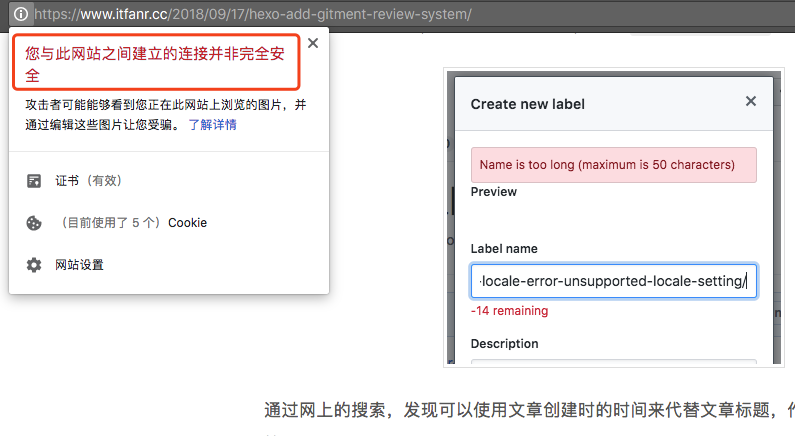 https://www.itfanr.cc/2018/09/17/hexo-add-gitment-review-system/
您与此网站之间建立的连接并非完全安
全
攻击者可能能够看到您正在此网站上浏览的图片，并
通过编辑这些图片让您受骗。 了解详情
证书（有效）
（目前使用了 5 个）Cookie
网站设置
Create new label
Name is too long (maximum is 50 characters)
Preview
Label name
-locale-error-unsupported-locale-setting/
-14 remaining
Description
通过网上的搜索，发现可以使用文章创建时的时间来代替文章标题，